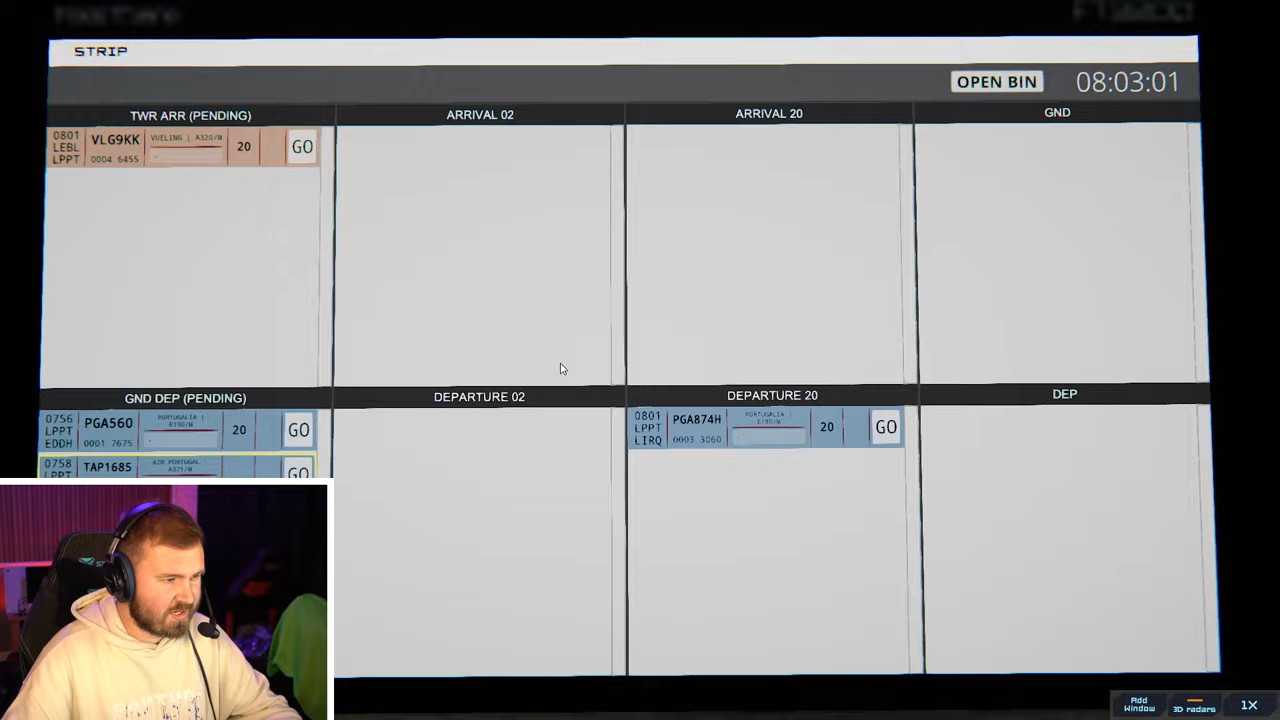 STRIP
OPEN BIN
08:03:01
TWR ARR (PENDING)
ARRIVAL 02
ARRIVAL 20
GND
0801
LEBL
LPPT
VLG9KK
0004 6455
VUELING | A320/M
20
GO
GND DEP (PENDING)
DEPARTURE 02
DEPARTURE 20
DEP
0756
LPPT
EDDH
PGA560
0001 7675
PORTUGALIA |
E190/M
20
GO
0758
LPPT
TAP1685
AIR PORTUGAL |
A321/M
GO
0801
LPPT
LIRQ
PGA874H
0003 3060
PORTUGALIA |
E190/M
20
GO
Add
Window
3D radars
1X